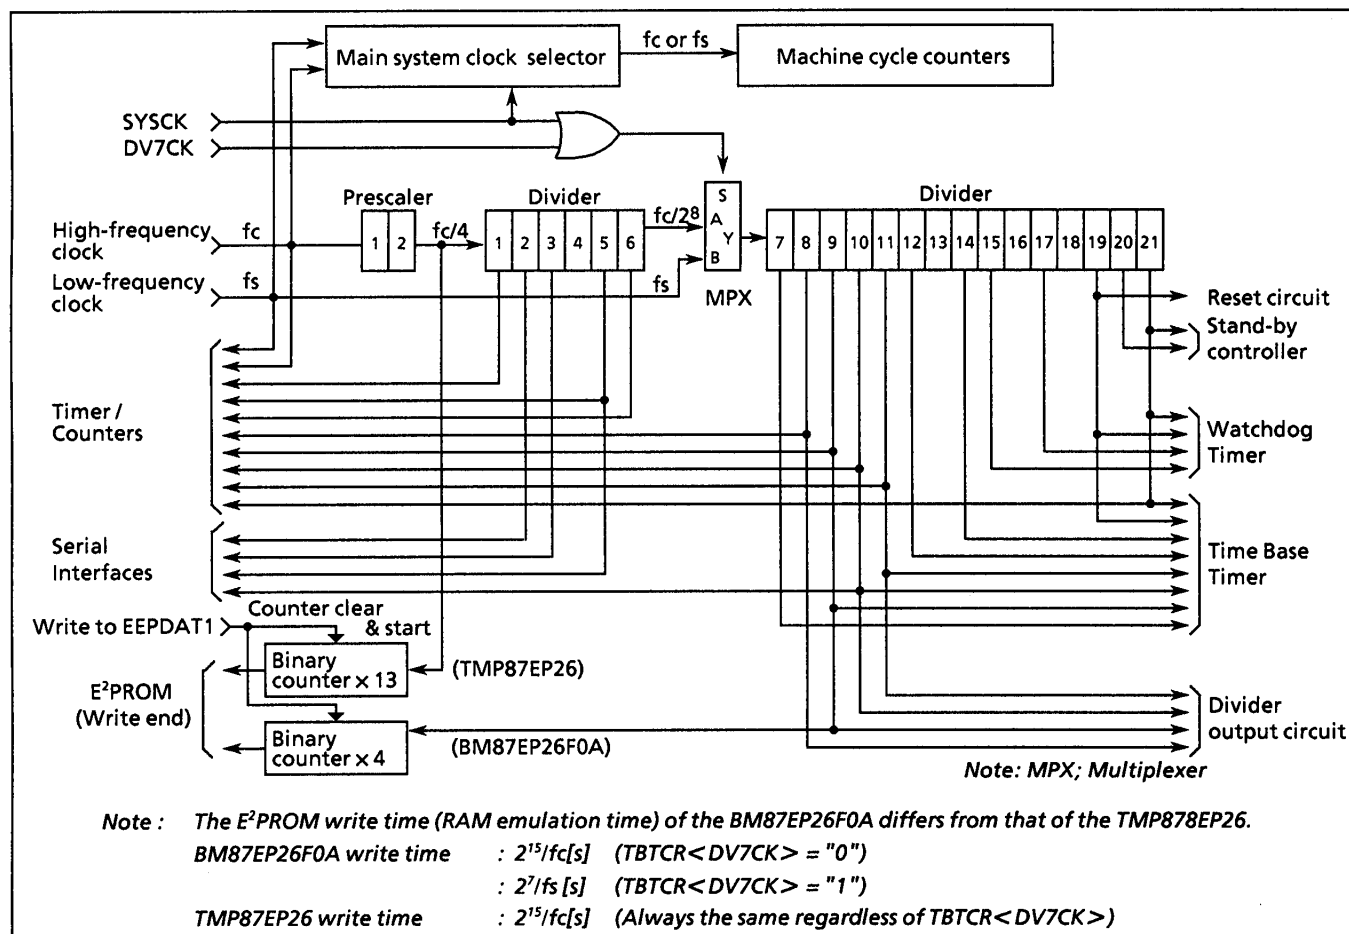 fc or fs
Main system clock selector
Machine cycle counters
SYSCK
DV7CK
Prescaler
Divider
Divider
High-frequency clock
fc
1 2
fc/4
1 2 3 4 5 6
fc/2⁸
S
A
Y
B
7 8 9 10 11 12 13 14 15 16 17 18 19 20 21
Low-frequency clock
fs
fs
MPX
Reset circuit
Stand-by
controller
Timer /
Counters
Watchdog
Timer
Serial
Interfaces
Time Base
Timer
Counter clear
& start
Write to EEPDAT1
Binary
counter × 13
(TMP87EP26)
E²PROM
(Write end)
Binary
counter × 4
(BM87EP26F0A)
Divider
output circuit
Note: MPX; Multiplexer
Note : The E²PROM write time (RAM emulation time) of the BM87EP26F0A differs from that of the TMP878EP26.
BM87EP26F0A write time : 2¹⁵/fc[s] (TBTCR<DV7CK> = "0")
: 2⁷/fs [s] (TBTCR<DV7CK> = "1")
TMP87EP26 write time : 2¹⁵/fc[s] (Always the same regardless of TBTCR<DV7CK>)